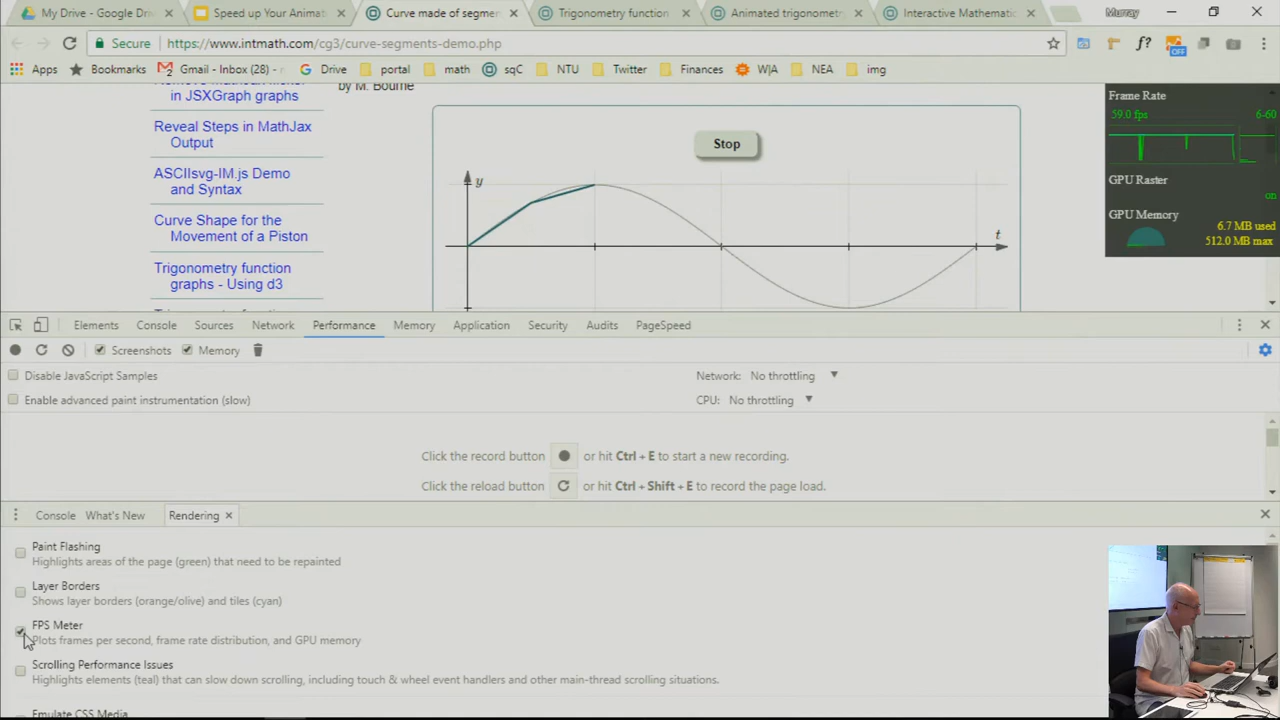 My Drive - Google Driv
Speed up Your Animat
Curve made of segmen
Trigonometry function
Animated trigonometry
Interactive Mathematic
Murray
Secure
https://www.intmath.com/cg3/curve-segments-demo.php
f?
OFF
Apps
Bookmarks
Gmail - Inbox (28) -
Drive
portal
math
sqC
NTU
Twitter
Finances
WJA
NEA
img
in JSXGraph graphs
Reveal Steps in MathJax
Output
ASCIIsvg-IM.js Demo
and Syntax
Curve Shape for the
Movement of a Piston
Trigonometry function
graphs - Using d3
by M. Bourne
Stop
y
t
Frame Rate
59.0 fps
6-60
GPU Raster
on
GPU Memory
6.7 MB used
512.0 MB max
Elements
Console
Sources
Network
Performance
Memory
Application
Security
Audits
PageSpeed
Screenshots
Memory
Disable JavaScript Samples
Network: No throttling
Enable advanced paint instrumentation (slow)
CPU: No throttling
Click the record button
or hit Ctrl + E to start a new recording.
Click the reload button
or hit Ctrl + Shift + E to record the page load.
Console
What's New
Rendering
Paint Flashing
Highlights areas of the page (green) that need to be repainted
Layer Borders
Shows layer borders (orange/olive) and tiles (cyan)
FPS Meter
Plots frames per second, frame rate distribution, and GPU memory
Scrolling Performance Issues
Highlights elements (teal) that can slow down scrolling, including touch & wheel event handlers and other main-thread scrolling situations.
Emulate CSS Media